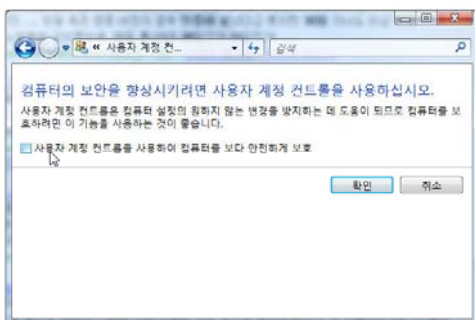 « 사용자 계정 컨...
검색
컴퓨터의 보안을 향상시키려면 사용자 계정 컨트롤을 사용하십시오.
사용자 계정 컨트롤은 컴퓨터 설정의 원하지 않는 변경을 방지하는 데 도움이 되므로 컴퓨터를 보
호하려면 이 기능을 사용하는 것이 좋습니다.
사용자 계정 컨트롤을 사용하여 컴퓨터를 보다 안전하게 보호
확인
취소